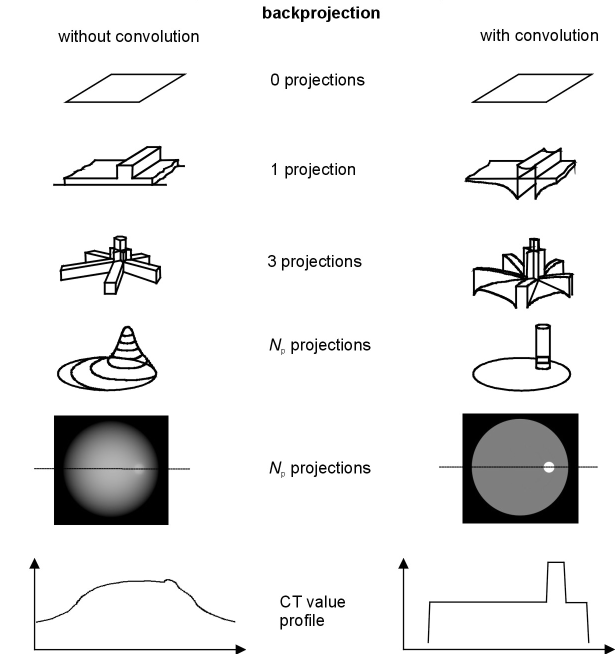 backprojection
without convolution
with convolution
0 projections
1 projection
3 projections
Np projections
Np projections
CT value
profile